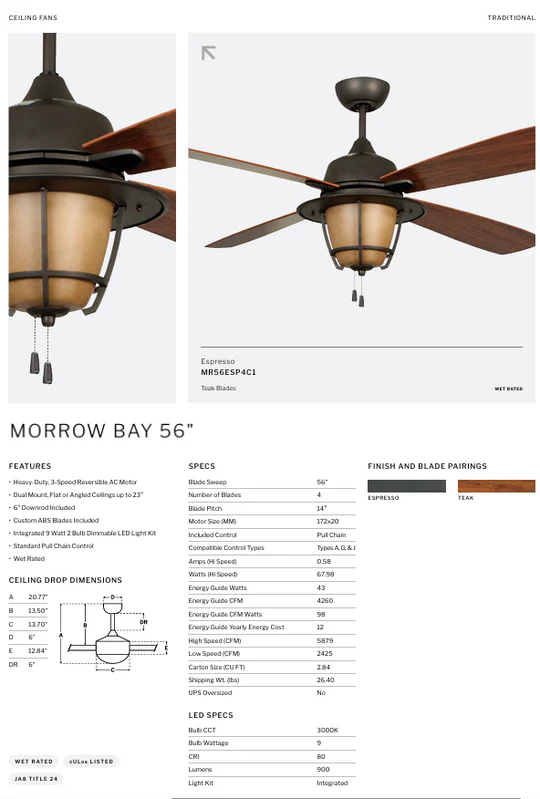 CEILING FANS
TRADITIONAL
Espresso
MR56ESP4C1
Teak Blades
WET RATED
MORROW BAY 56"
FEATURES
• Heavy-Duty, 3-Speed Reversible AC Motor
• Dual Mount, Flat or Angled Ceilings up to 23°
• 6" Downrod Included
• Custom ABS Blades Included
• Integrated 9 Watt 2 Bulb Dimmable LED Light Kit
• Standard Pull Chain Control
• Wet Rated
CEILING DROP DIMENSIONS
A 20.77"
B 13.50"
C 13.70"
D 6"
E 12.84"
DR 6"
D
DR
B
A
E
C
WET RATED
cULus LISTED
JA8 TITLE 24
SPECS
Blade Sweep 56"
Number of Blades 4
Blade Pitch 14°
Motor Size (MM) 172x20
Included Control Pull Chain
Compatible Control Types Types A, G, & J
Amps (Hi Speed) 0.58
Watts (Hi Speed) 67.98
Energy Guide Watts 43
Energy Guide CFM 4260
Energy Guide CFM Watts 98
Energy Guide Yearly Energy Cost 12
High Speed (CFM) 5879
Low Speed (CFM) 2425
Carton Size (CU FT) 2.84
Shipping Wt. (lbs) 26.40
UPS Oversized No
LED SPECS
Bulb CCT 3000K
Bulb Wattage 9
CRI 80
Lumens 900
Light Kit Integrated
FINISH AND BLADE PAIRINGS
ESPRESSO
TEAK